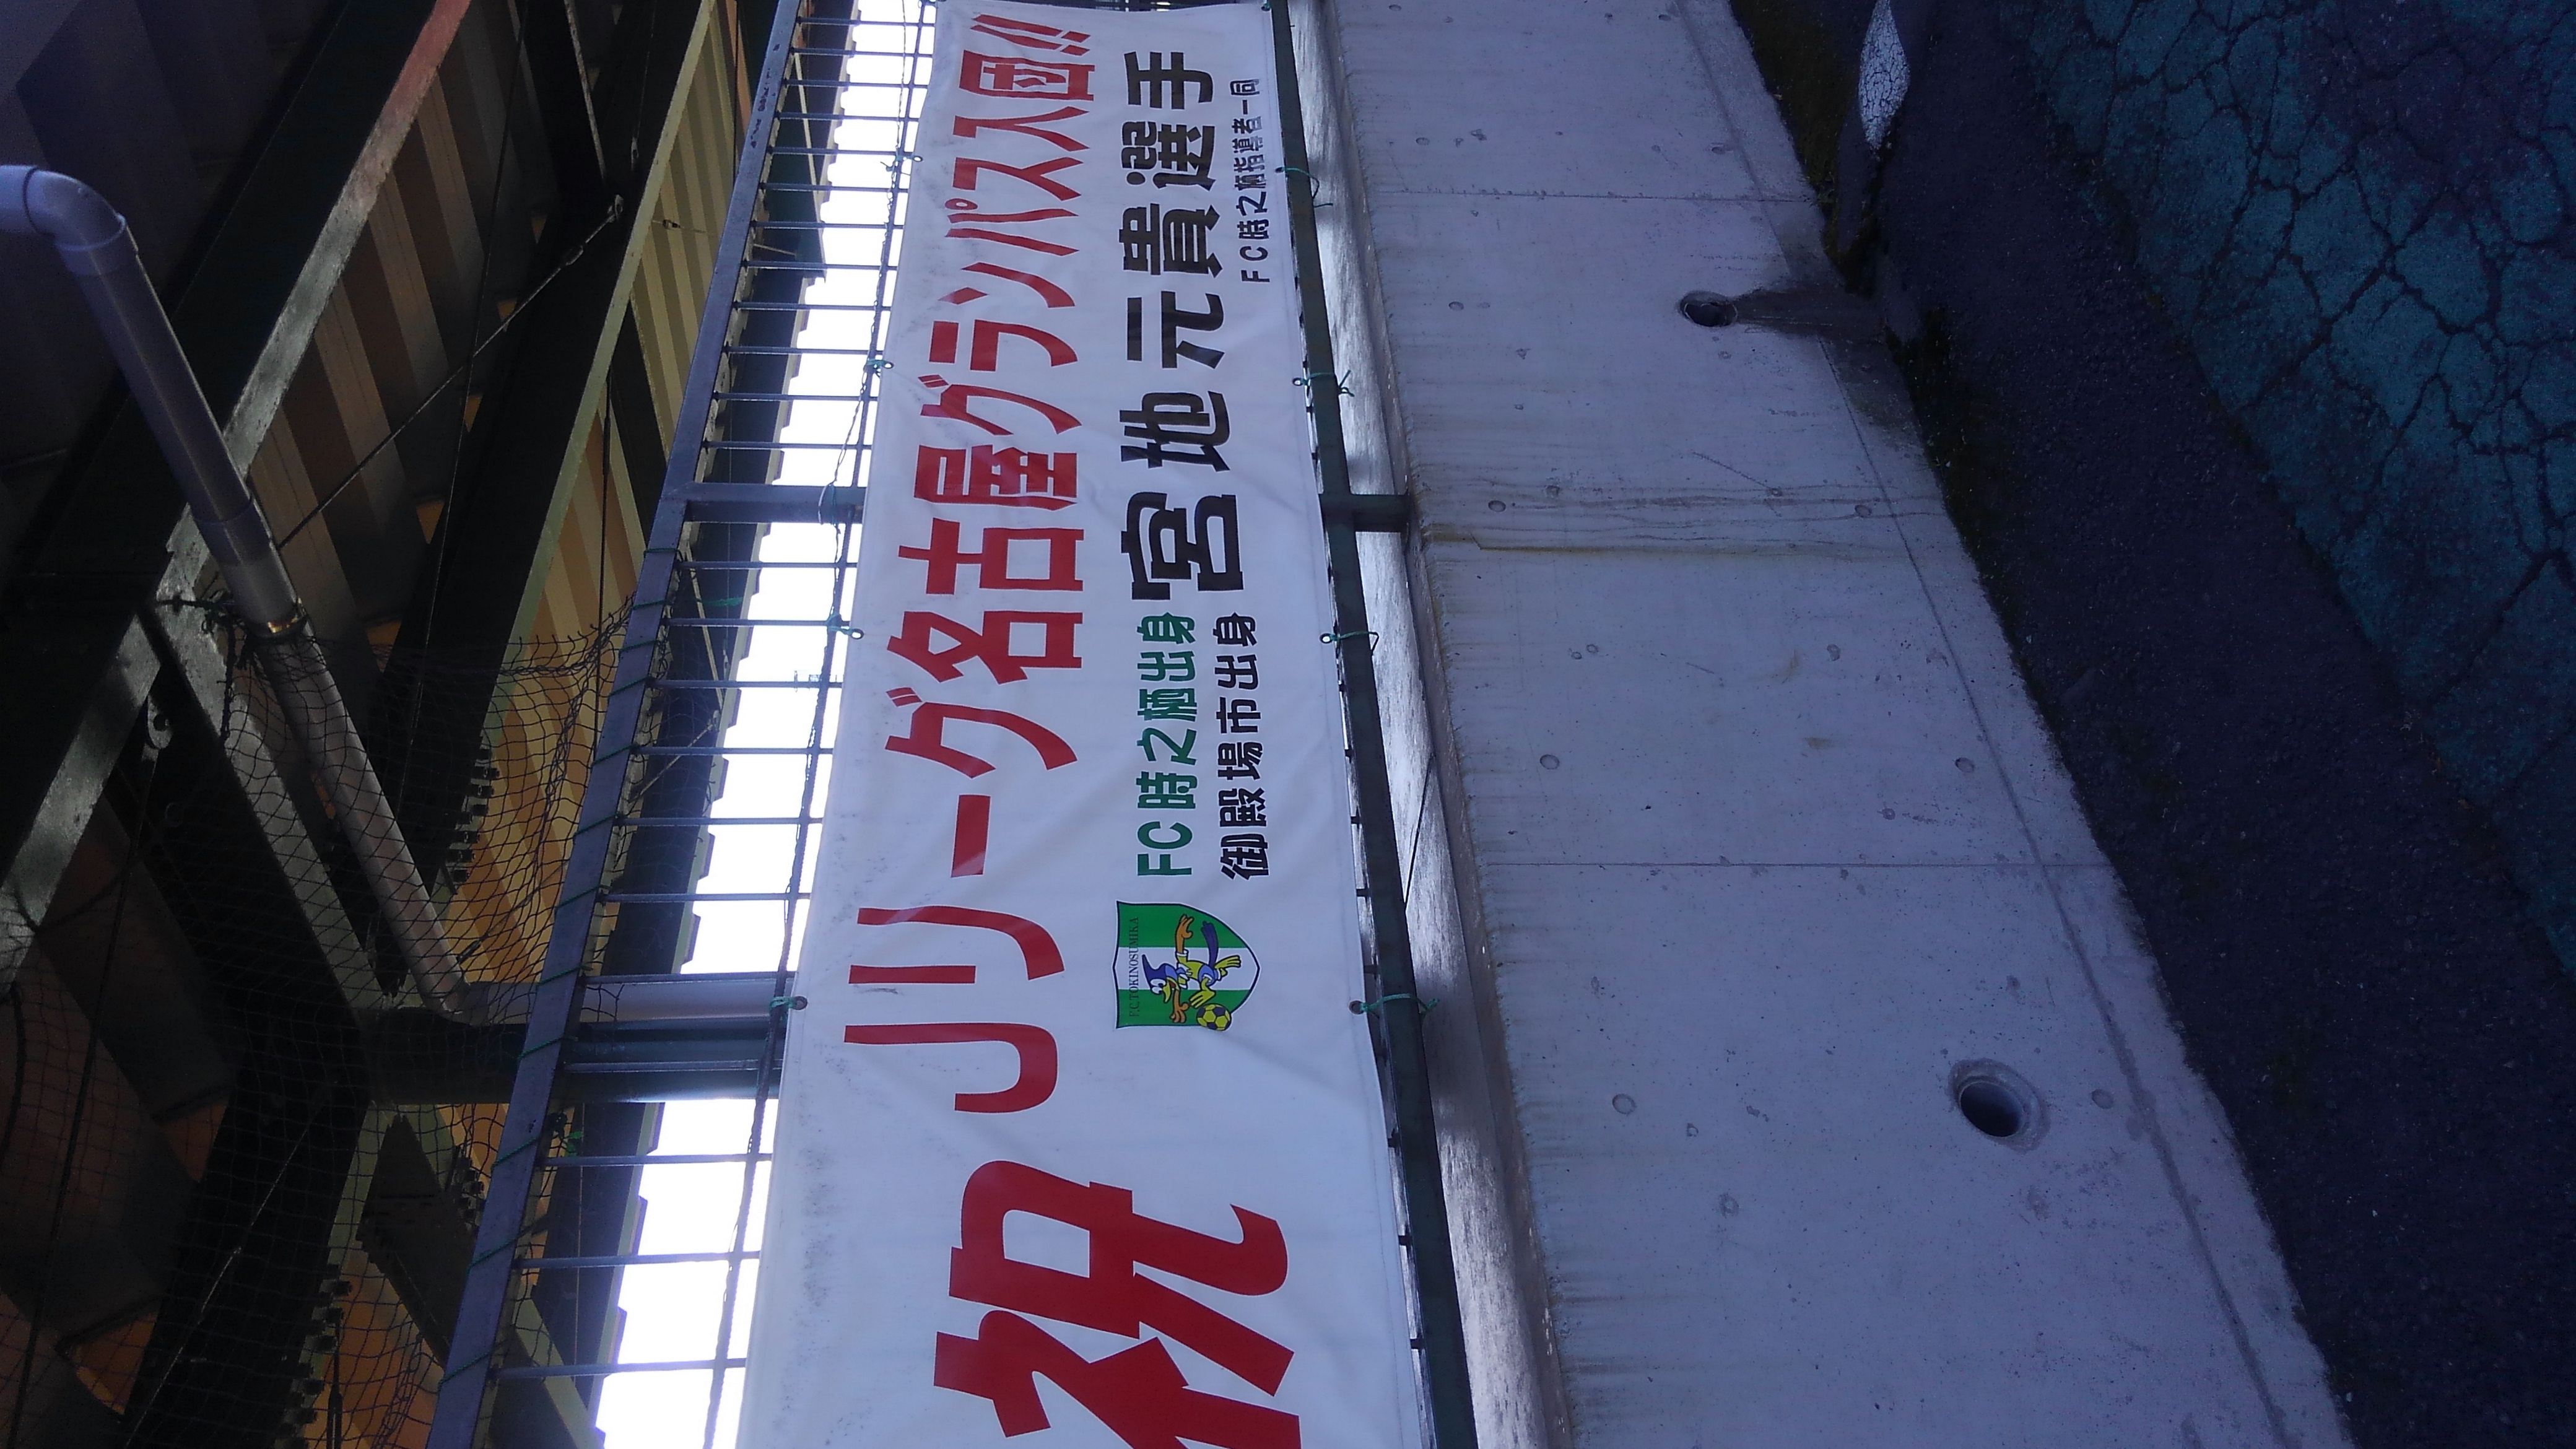 祝
Jリーグ名古屋グランパス入団!!
F.C.TOKINOSUMIKA
FC時之栖出身
御殿場市出身
宮地元貴選手
FC時之栖指導者一同